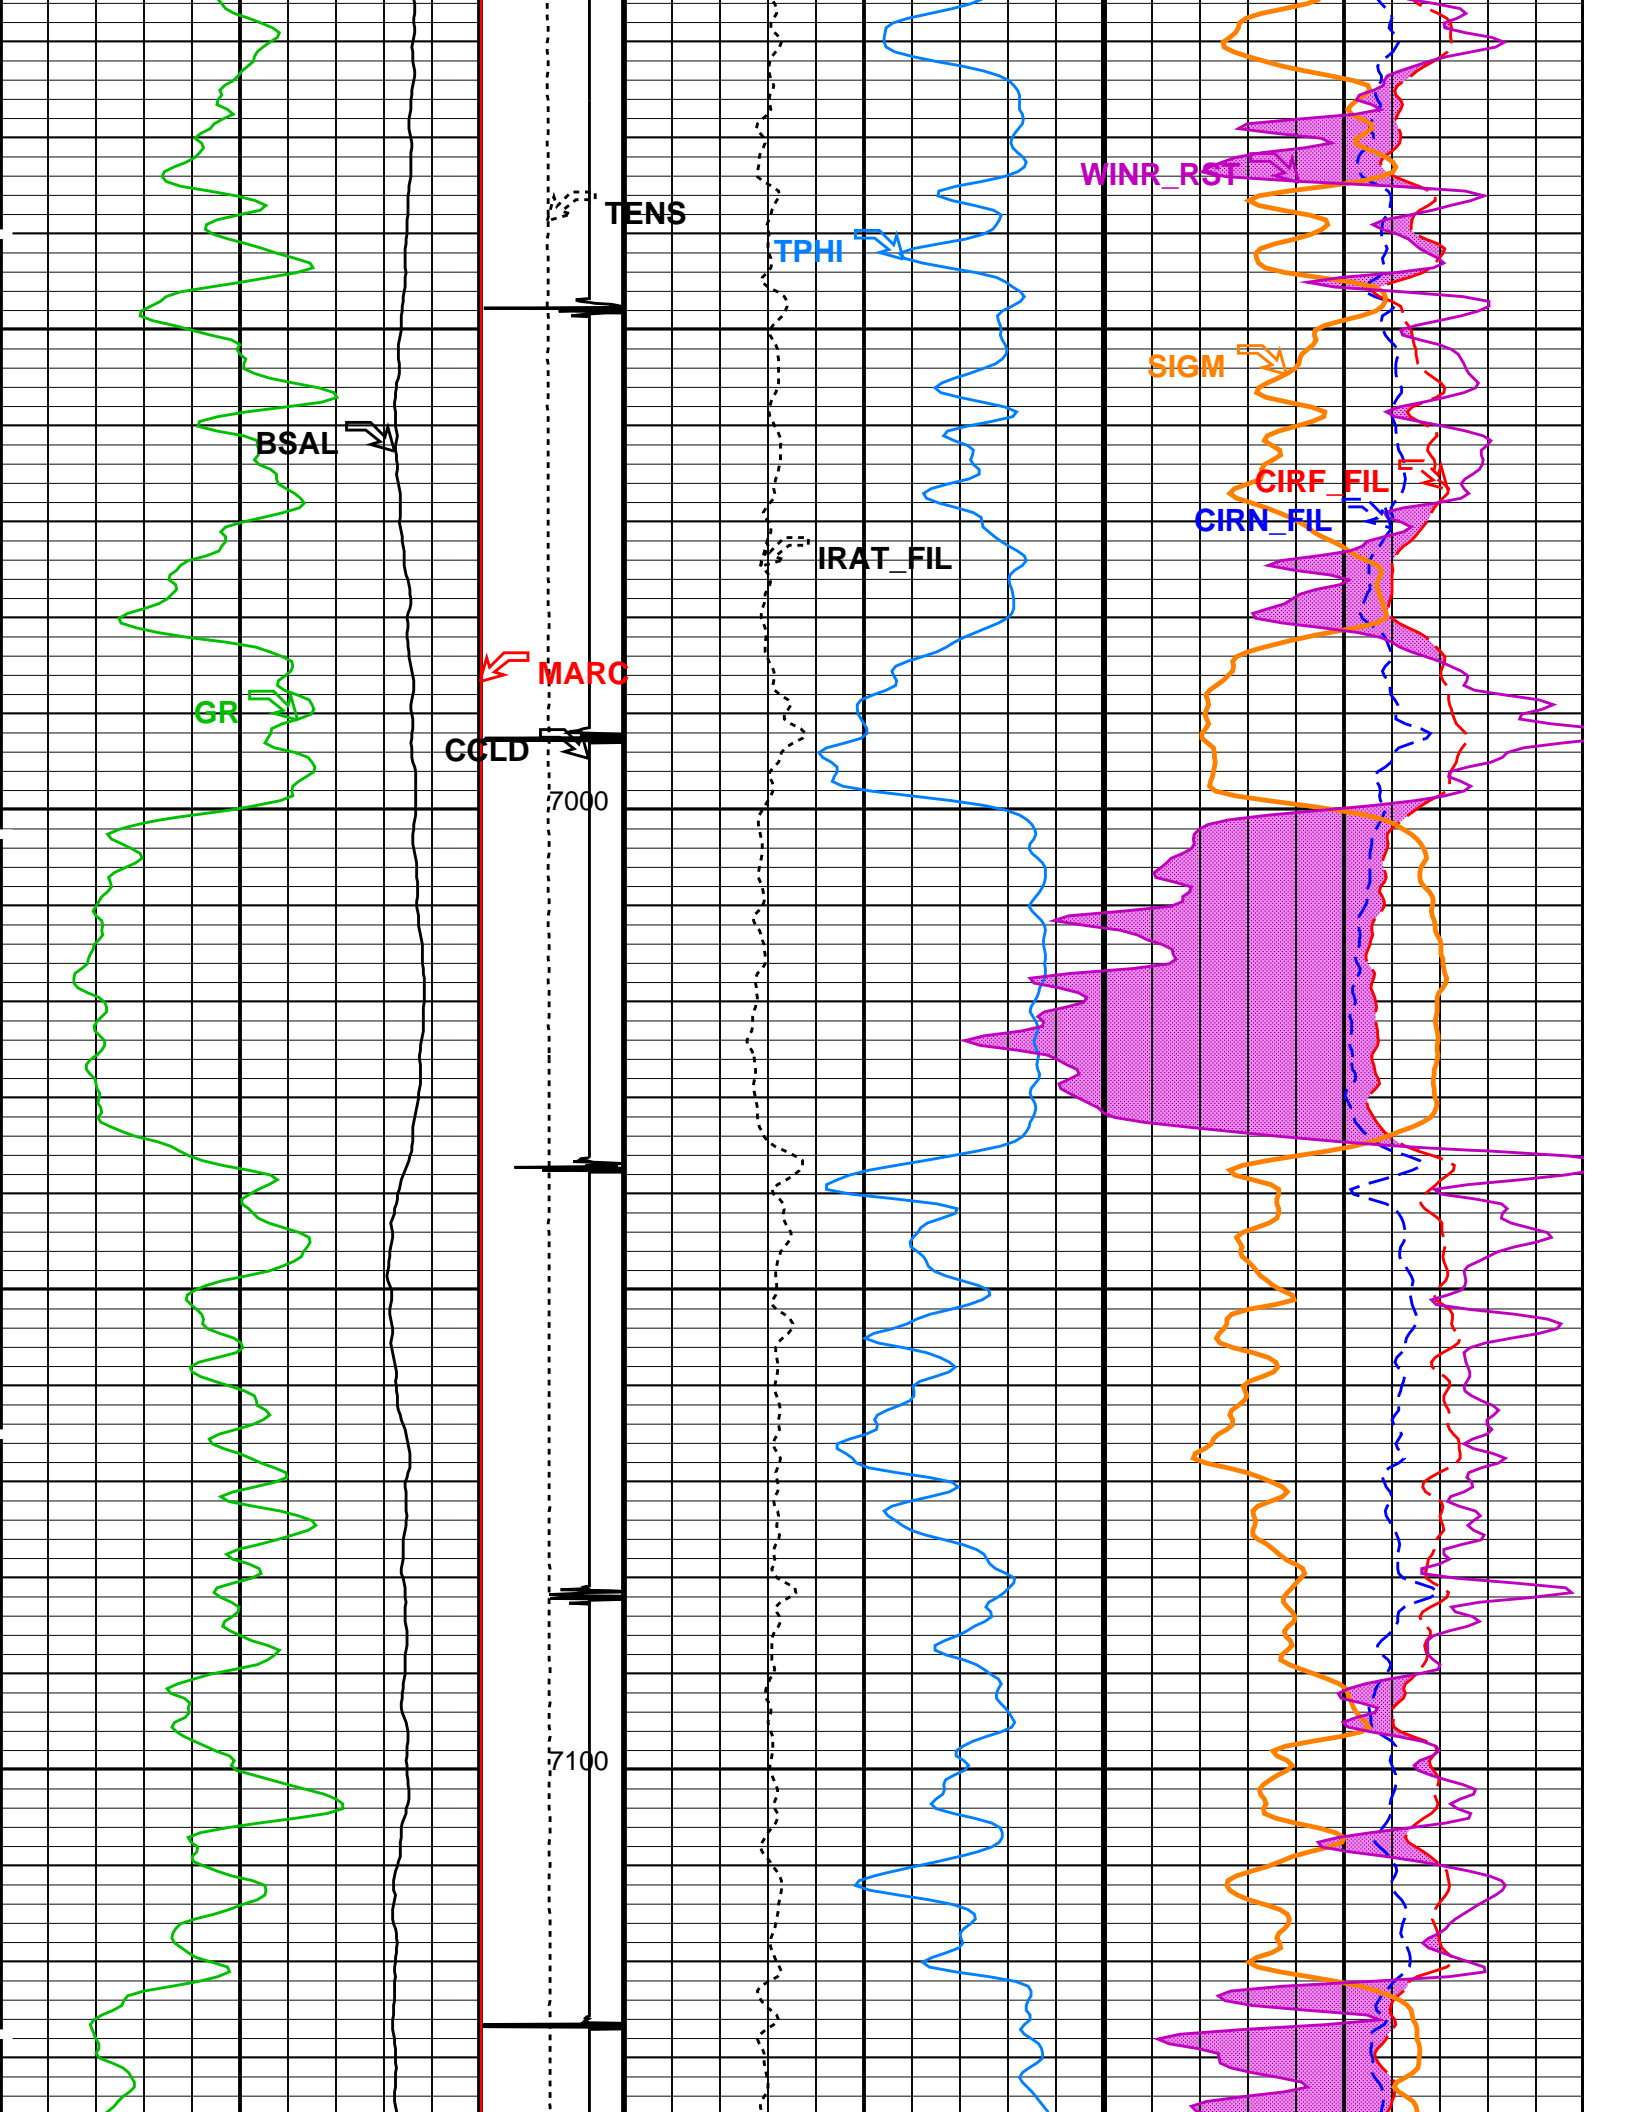 WINR_RST
TENS
TPHI
SIGM
BSAL
CIRF_FIL
CIRN_FIL
IRAT_FIL
MARC
GR
CCLD
7000
7100